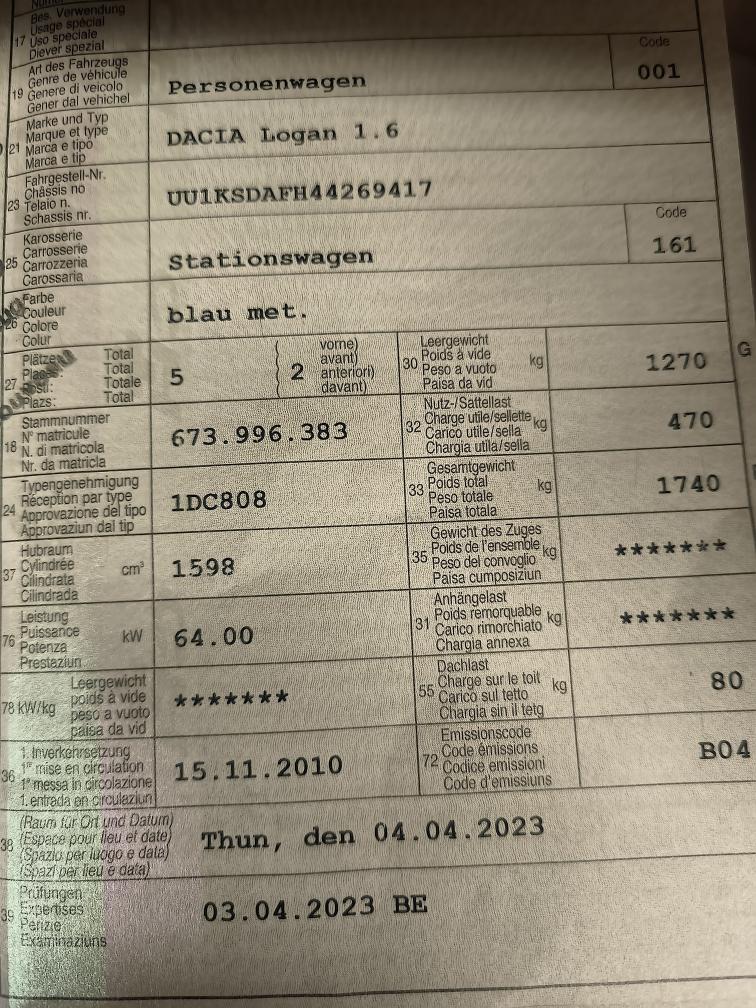 Bes. Verwendung
Usage spécial
17 Uso speciale
Diever spezial
Art des Fahrzeugs
Genre de véhicule
19 Genere di veicolo
Gener dal vehichel
Personenwagen
Code
001
Marke und Typ
Marque et type
21 Marca e tipo
Marca e tip
DACIA Logan 1.6
Fahrgestell-Nr.
Châssis no
23 Telaio n.
Schassis nr.
UU1KSDAFH44269417
Karosserie
Carrosserie
25 Carrozzeria
Carossaria
Stationswagen
Code
161
Farbe
Couleur
26 Colore
Colur
blau met.
Plätze: Total
Total
27 Totale
Plazs: Total
5
2
vorne)
avant)
anteriori)
davant)
Leergewicht
30 Poids à vide kg
Peso a vuoto
Paisa da vid
1270
G
Stammnummer
18 N° matricule
N. di matricola
Nr. da matricla
673.996.383
Nutz-/Sattellast
32 Charge utile/sellette kg
Carico utile/sella
Chargia utila/sella
470
Typengenehmigung
24 Réception par type
Approvazione del tipo
Approvaziun dal tip
1DC808
Gesamtgewicht
33 Poids total kg
Peso totale
Paisa totala
1740
Hubraum
37 Cylindrée cm³
Cilindrata
Cilindrada
1598
Gewicht des Zuges
35 Poids de l'ensemble kg
Peso del convoglio
Paisa cumposiziun
*******
Leistung
76 Puissance kW
Potenza
Prestaziun
64.00
Anhängelast
31 Poids remorquable kg
Carico rimorchiato
Chargia annexa
*******
Leergewicht
78 kW/kg poids à vide
peso a vuoto
paisa da vid
*******
Dachlast
55 Charge sur le toit kg
Carico sul tetto
Chargia sin il tetg
80
1. Inverkehrsetzung
36 1re mise en circulation
1a messa in circolazione
1. entrada en circulaziun
15.11.2010
Emissionscode
72 Code émissions
Codice emissioni
Code d'emissiuns
B04
(Raum für Ort und Datum)
38 (Espace pour lieu et date)
(Spazio per luogo e data)
(Spazi per lieu e data)
Thun, den 04.04.2023
Prüfungen
39 Expertises
Perizie
Examinaziuns
03.04.2023 BE